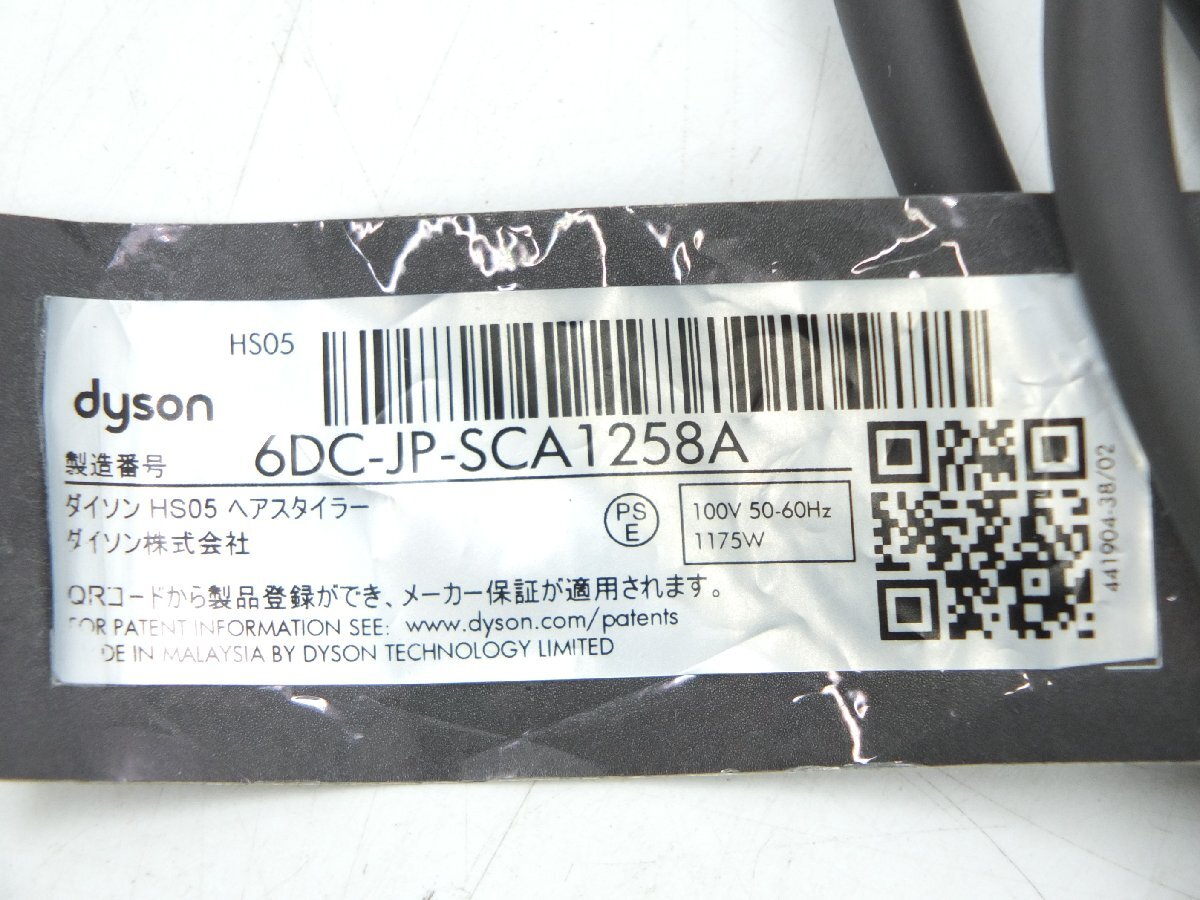 HS05
dyson
製造番号 6DC-JP-SCA1258A
ダイソン HS05 ヘアスタイラー
ダイソン株式会社
PS
E
100V 50-60Hz
1175W
QRコードから製品登録ができ、メーカー保証が適用されます。
FOR PATENT INFORMATION SEE: www.dyson.com/patents
DE IN MALAYSIA BY DYSON TECHNOLOGY LIMITED
441904-38/02